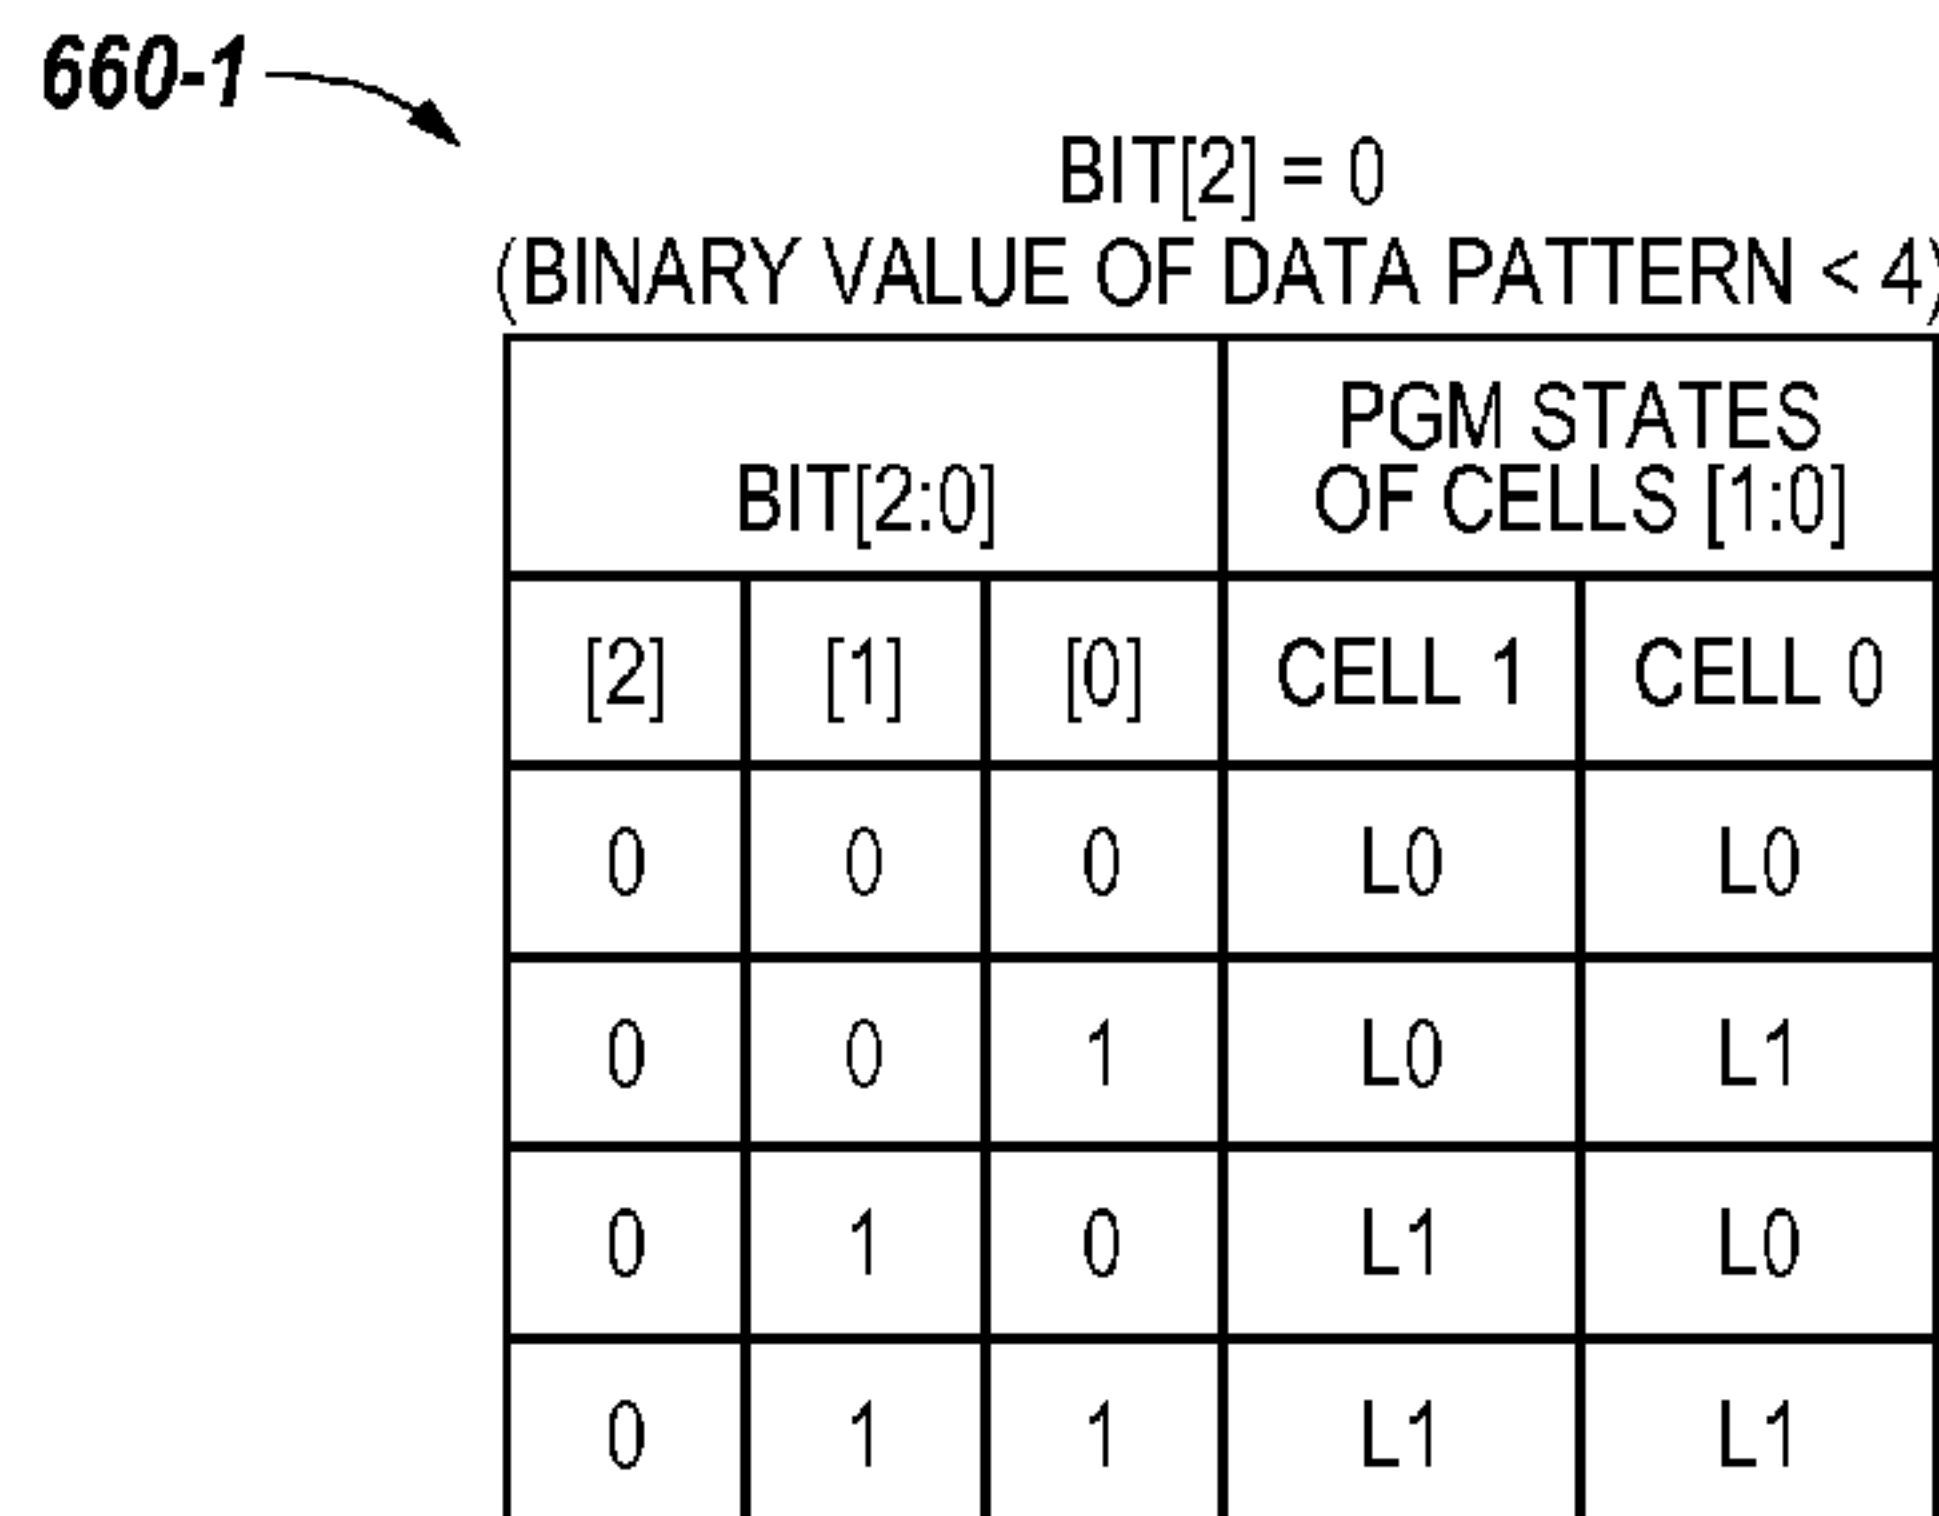 660-1
BIT[2] = 0
(BINARY VALUE OF DATA PATTERN < 4)
BIT[2:0]
PGM STATES
OF CELLS [1:0]
[2] [1] [0] CELL 1 CELL 0
0 0 0 L0 L0
0 0 1 L0 L1
0 1 0 L1 L0
0 1 1 L1 L1